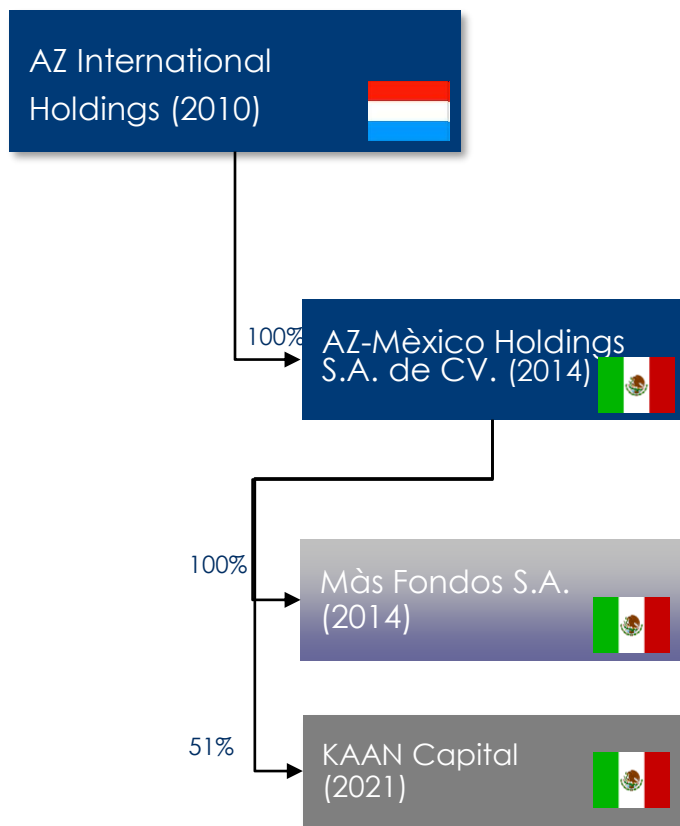 AZ International
Holdings (2010)
100%
AZ-Mèxico Holdings
S.A. de CV. (2014)
100%
Màs Fondos S.A.
(2014)
51%
KAAN Capital
(2021)